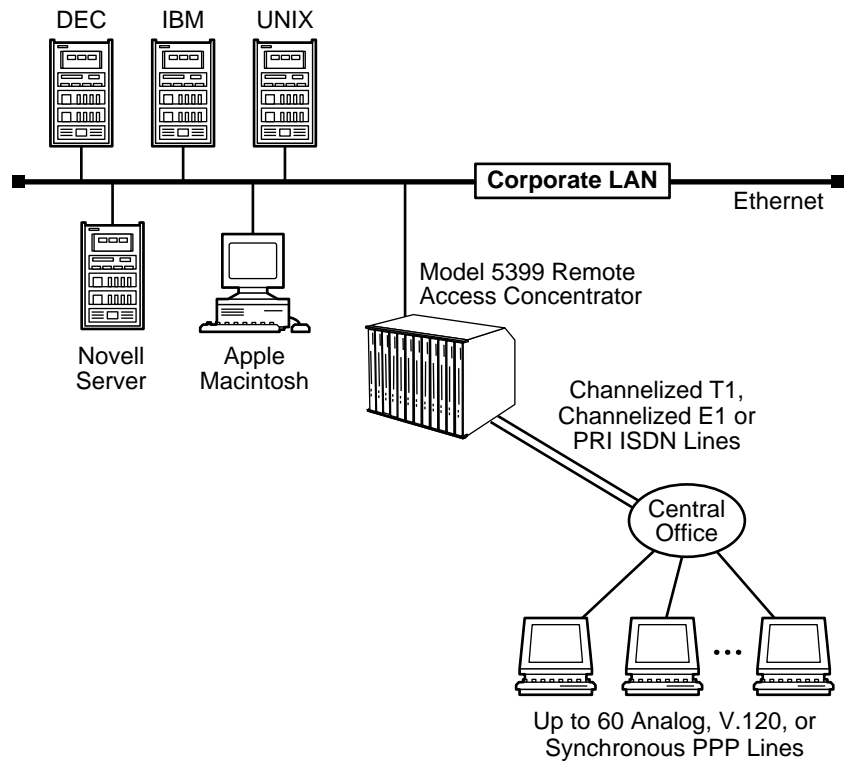 DEC
IBM
UNIX
Corporate LAN
Ethernet
Novell
Server
Apple
Macintosh
Model 5399 Remote
Access Concentrator
Channelized T1,
Channelized E1 or
PRI ISDN Lines
Central
Office
...
Up to 60 Analog, V.120, or
Synchronous PPP Lines